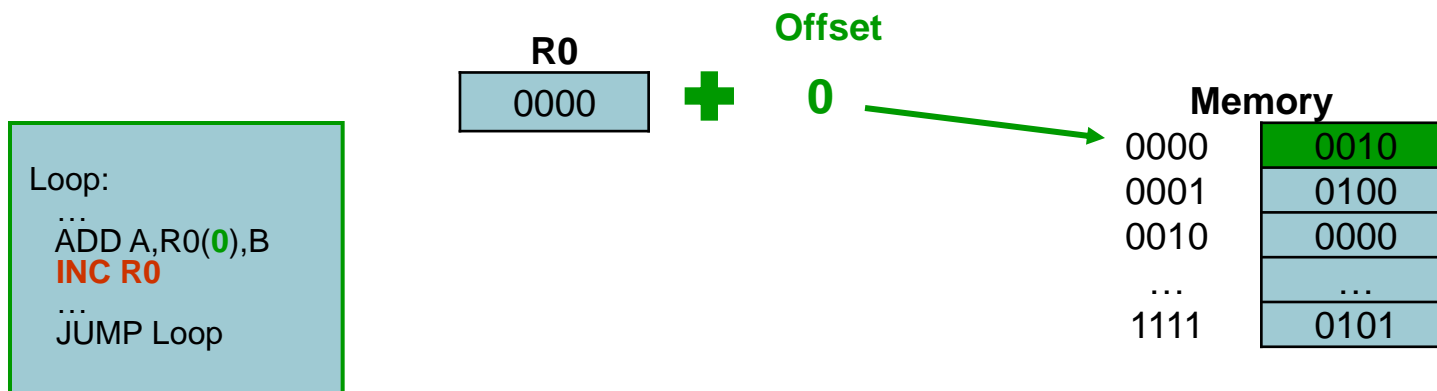 Offset
R0
0000
0
Memory
0000 0010
0001 0100
0010 0000
… …
1111 0101
Loop:
…
ADD A,R0(0),B
INC R0
…
JUMP Loop